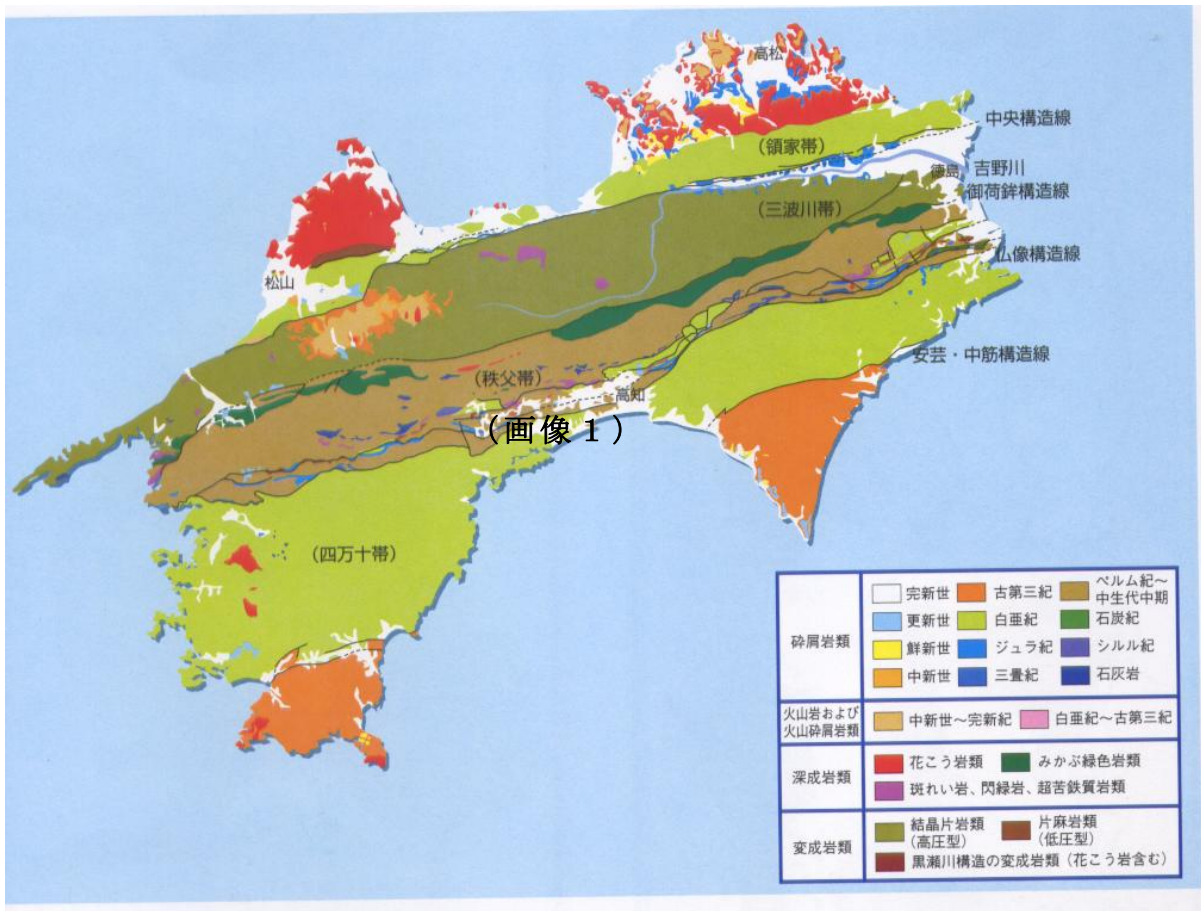 高松
中央構造線
(領家帯)
吉野川
徳島
御荷鉾構造線
(三波川帯)
仏像構造線
松山
安芸・中筋構造線
(秩父帯)
高知
(画像1)
(四万十帯)
砕屑岩類
完新世
古第三紀
ペルム紀〜
中生代中期
更新世
白亜紀
石炭紀
鮮新世
ジュラ紀
シルル紀
中新世
三畳紀
石灰岩
火山岩および
火山砕屑岩類
中新世〜完新紀
白亜紀〜古第三紀
深成岩類
花こう岩類
みかぶ緑色岩類
斑れい岩、閃緑岩、超苦鉄質岩類
変成岩類
結晶片岩類
(高圧型)
片麻岩類
(低圧型)
黒瀬川構造の変成岩類(花こう岩含む)